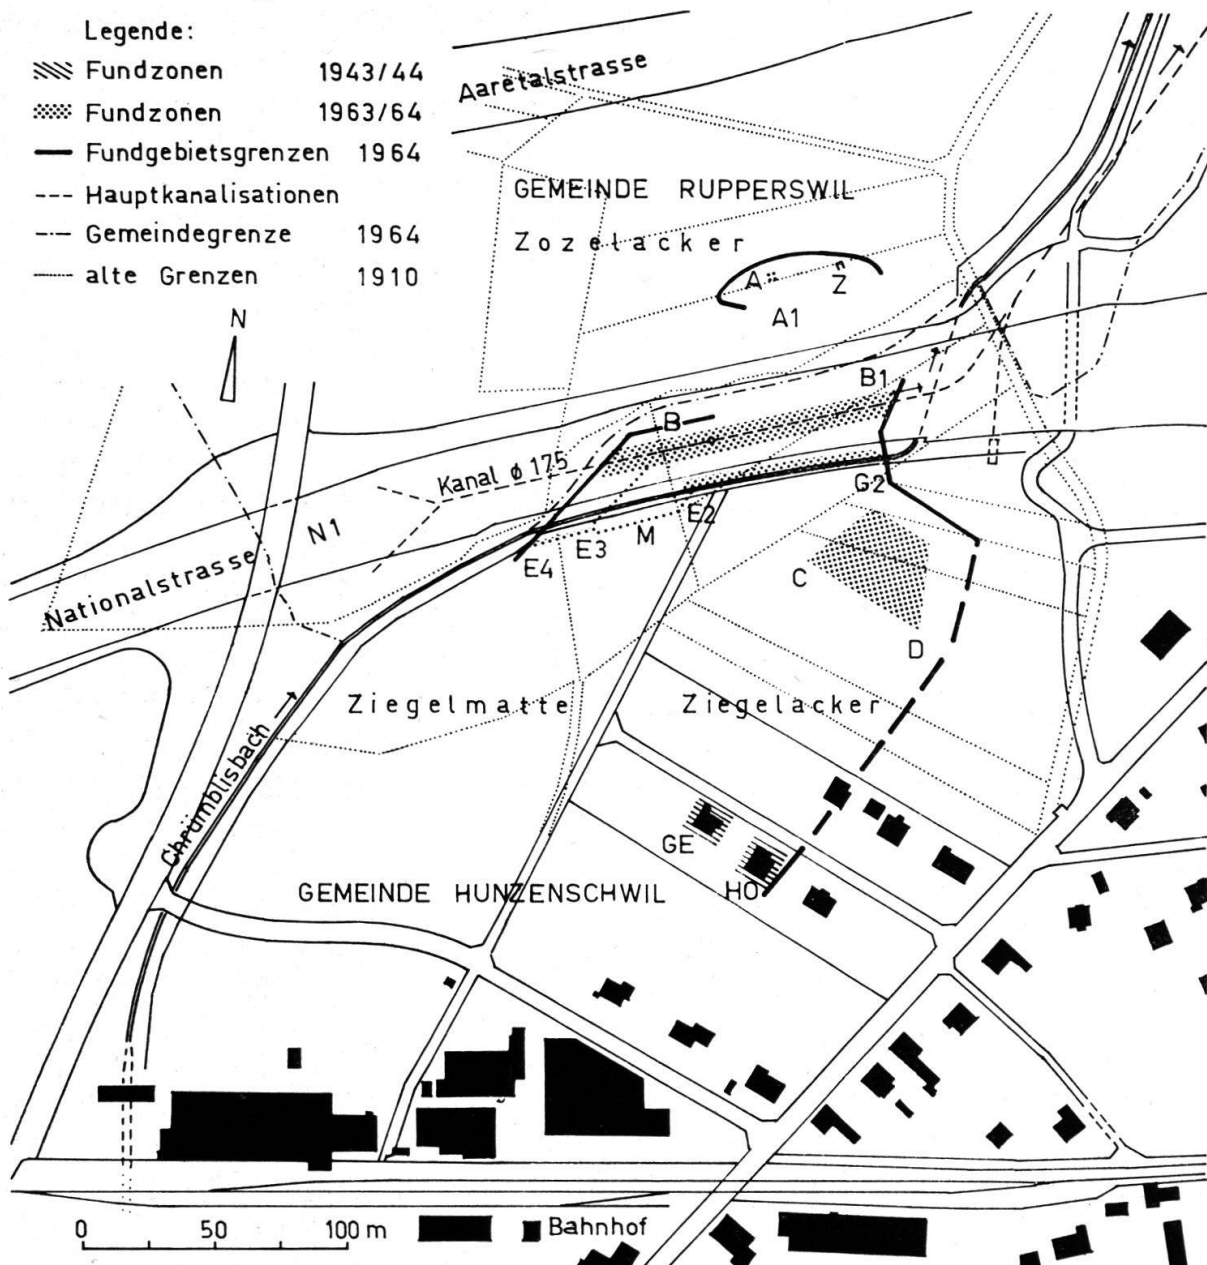 Legende:
Fundzonen 1943/44
Fundzonen 1963/64
Fundgebietsgrenzen 1964
Hauptkanalisationen
Gemeindegrenze 1964
alte Grenzen 1910
N
Aaretalstrasse
GEMEINDE RUPPERSWIL
Zozelacker
A
Z
A1
B1
B
Kanal ø 175
G2
E2
M
E3
E4
N1
Nationalstrasse
C
D
Ziegelmatte
Ziegelacker
Chrümblisbach
GE
HO
GEMEINDE HUNZENSCHWIL
0 50 100 m
Bahnhof